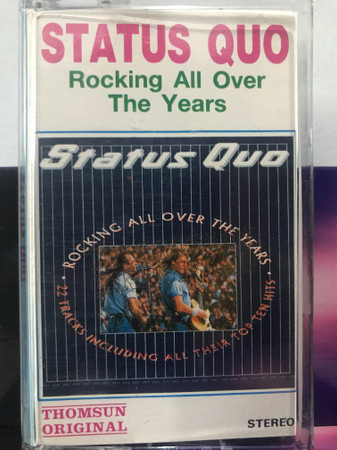 STATUS QUO
Rocking All Over
The Years
Status Quo
• ROCKING ALL OVER THE YEARS •
22 TRACKS INCLUDING ALL THEIR TOP TEN HITS
THOMSUN
ORIGINAL
STEREO